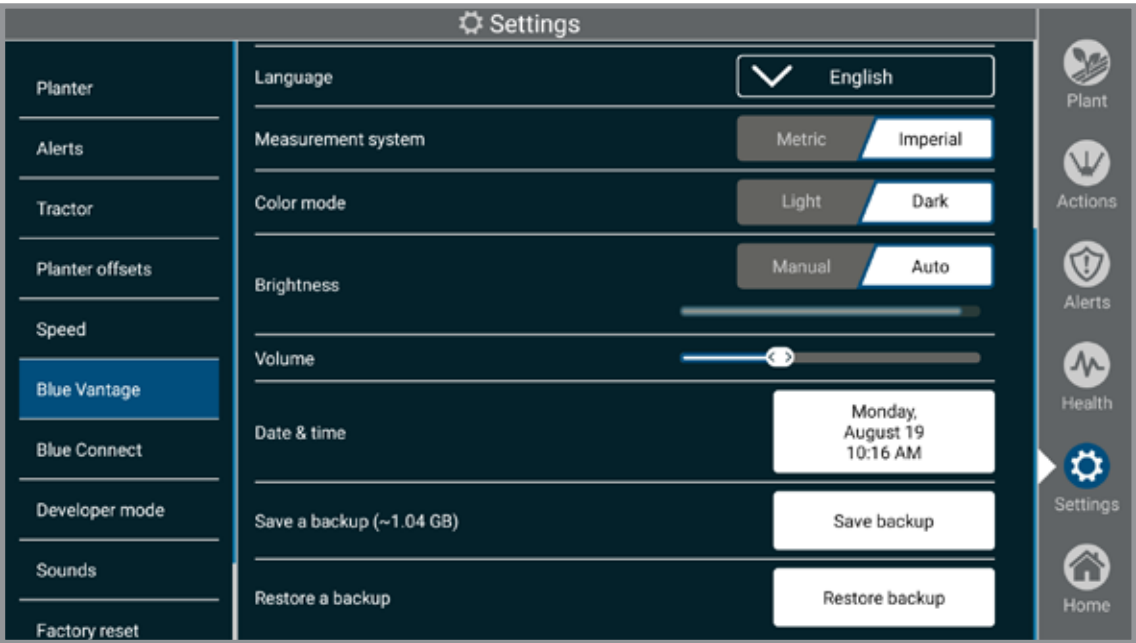 Settings
Planter
Alerts
Tractor
Planter offsets
Speed
Blue Vantage
Blue Connect
Developer mode
Sounds
Factory reset
Language
English
Measurement system
Metric
Imperial
Color mode
Light
Dark
Brightness
Manual
Auto
Volume
Date & time
Monday,
August 19
10:16 AM
Save a backup (~1.04 GB)
Save backup
Restore a backup
Restore backup
Plant
Actions
Alerts
Health
Settings
Home